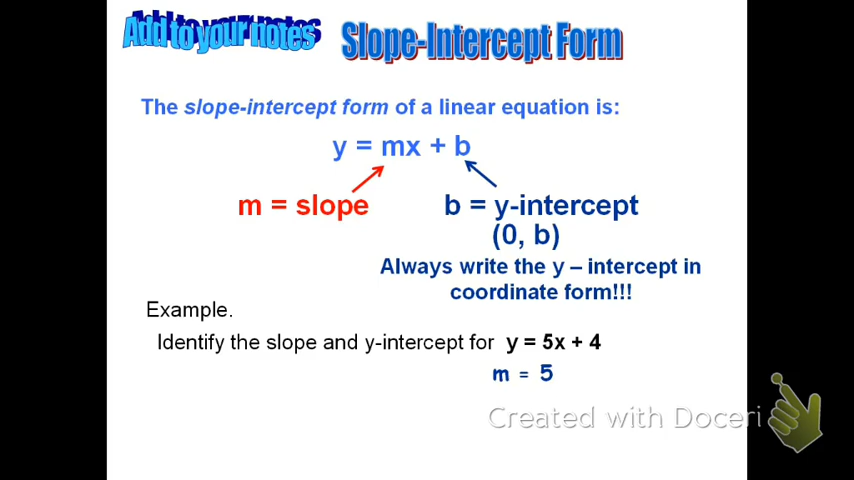 Add to your notes
Slope-Intercept Form
The slope-intercept form of a linear equation is:
y = mx + b
m = slope
b = y-intercept
(0, b)
Always write the y – intercept in
coordinate form!!!
Example.
Identify the slope and y-intercept for y = 5x + 4
m = 5
Created with Doceri